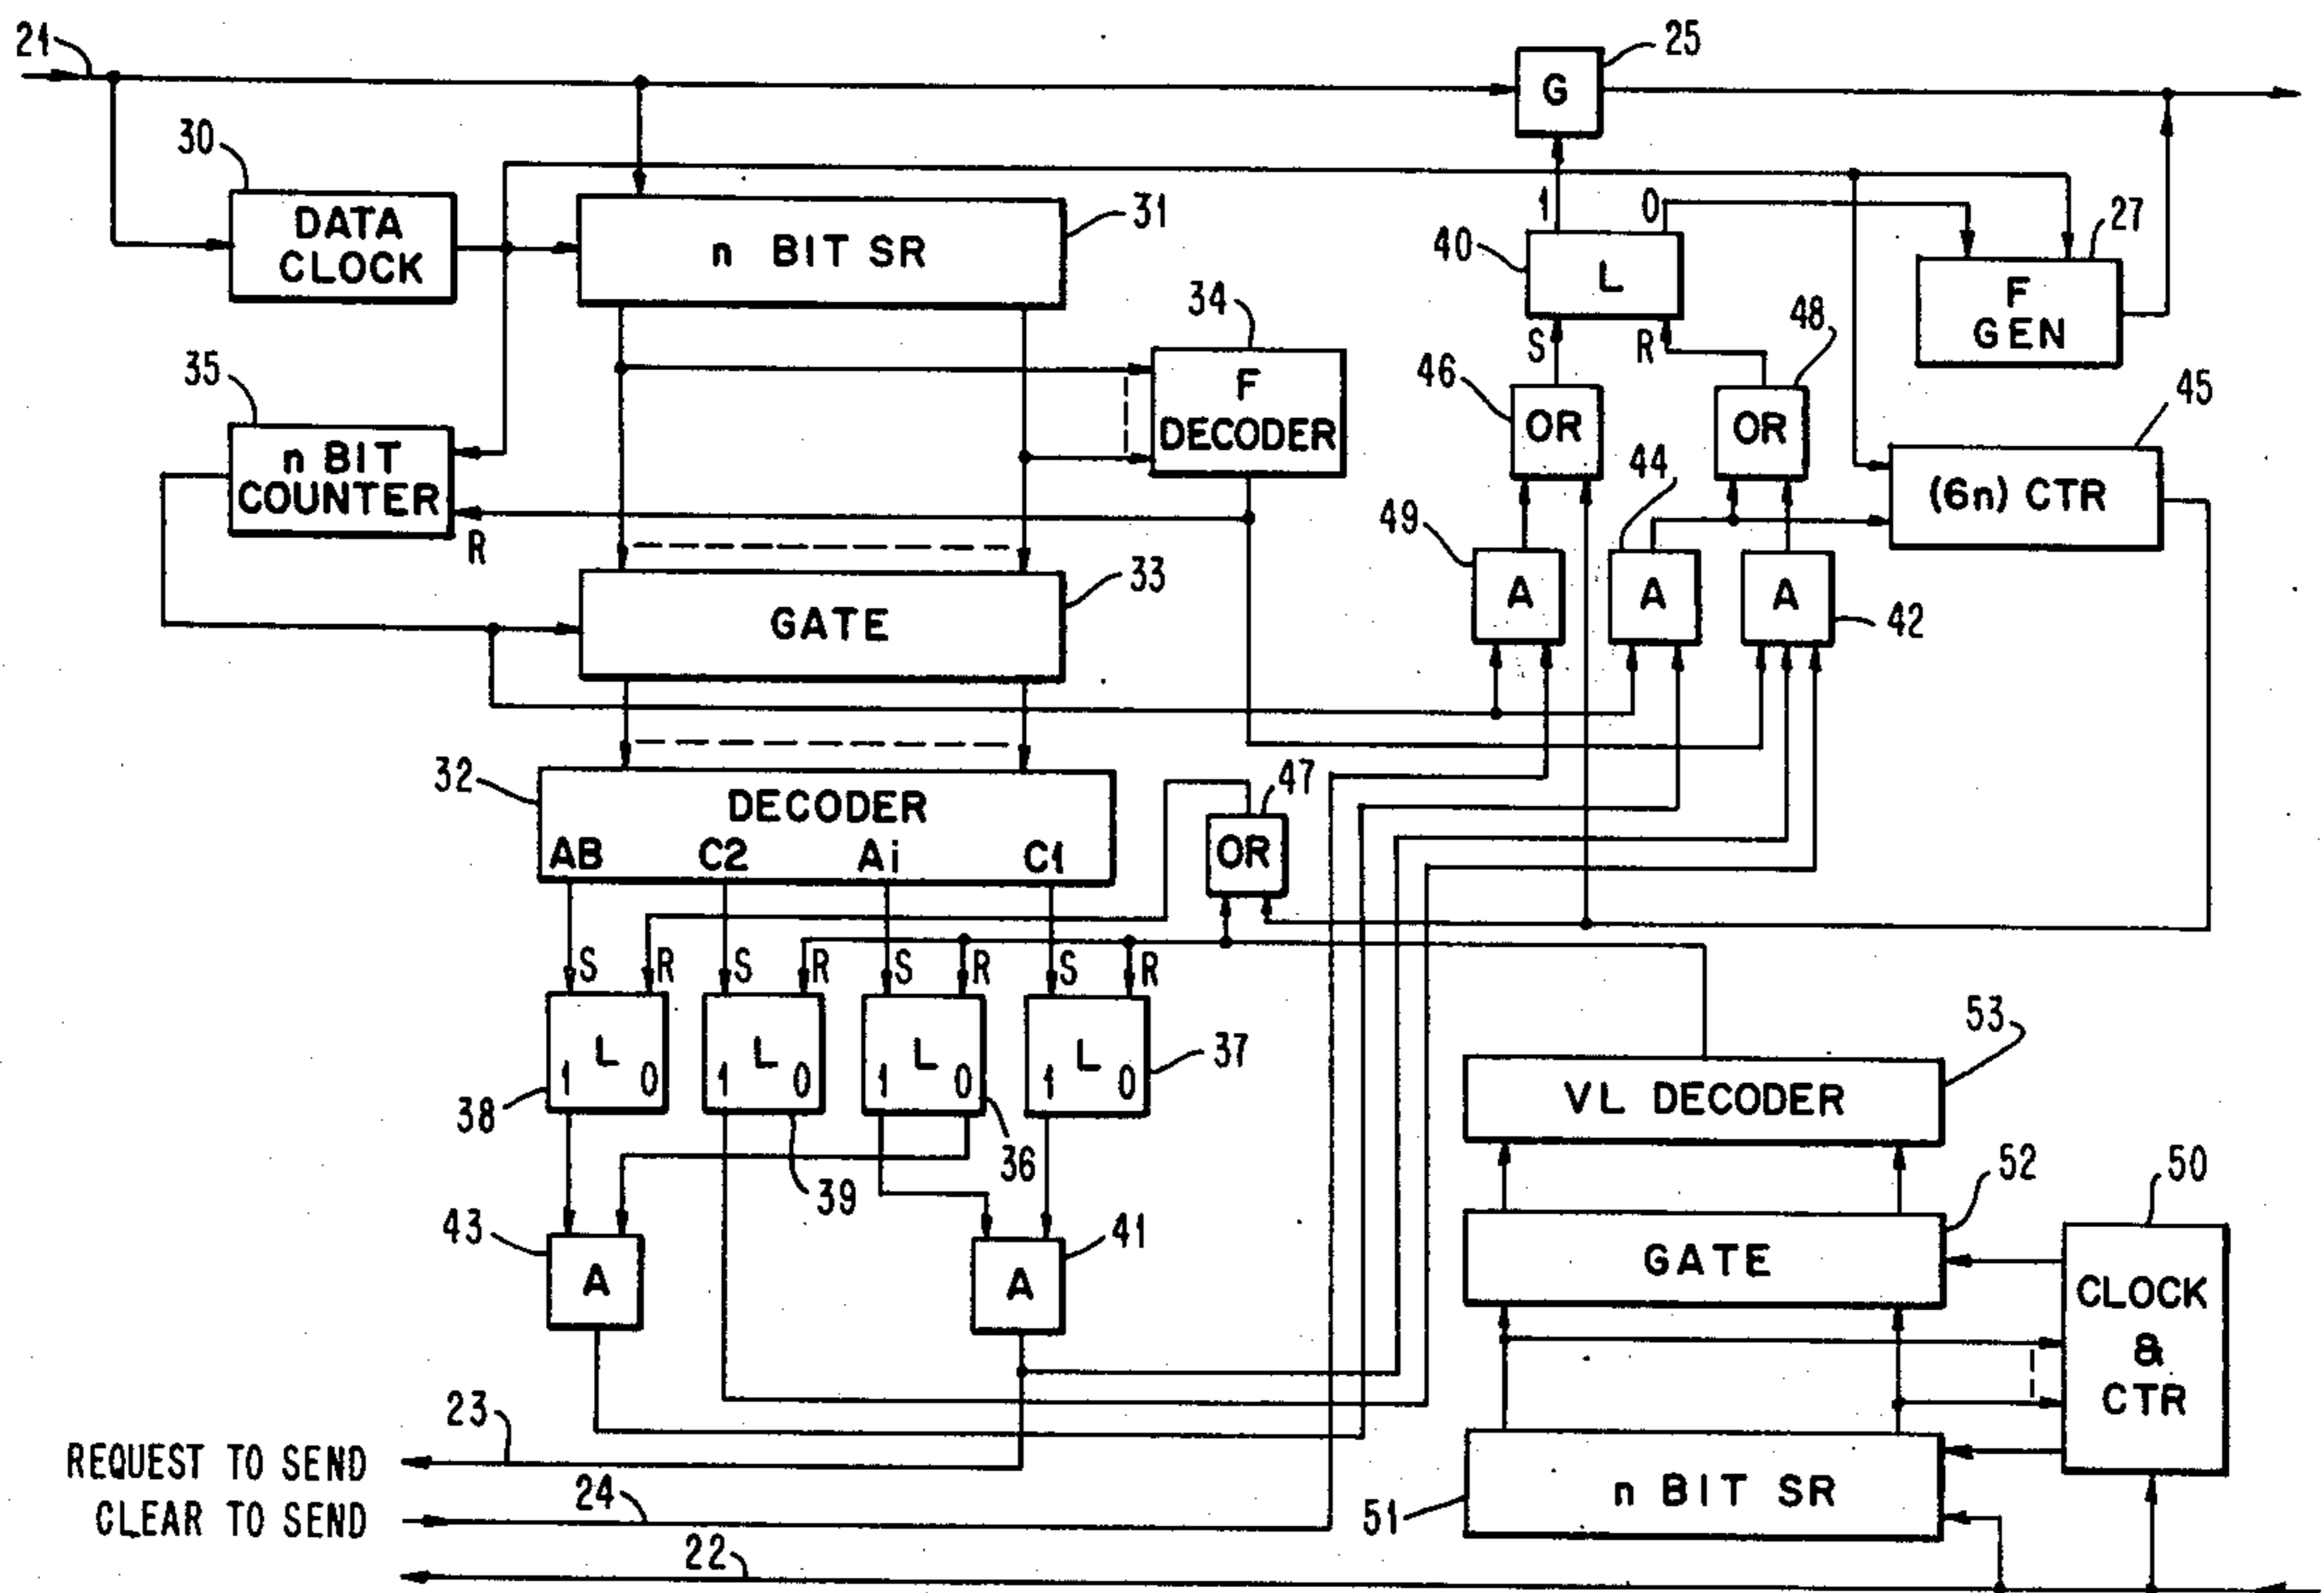 21
25
G
30
DATA
CLOCK
n BIT SR
31
1
0
40
L
27
F
GEN
34
F
DECODER
S
R
46
OR
48
OR
45
(6n) CTR
35
n BIT
COUNTER
R
49
A
44
A
A
42
33
GATE
32
DECODER
AB
C2
Ai
C1
47
OR
S
R
S
R
S
R
S
R
L
1
0
38
L
1
0
39
L
1
0
36
L
1
0
37
53
VL DECODER
43
A
41
A
52
GATE
50
CLOCK
&
CTR
23
REQUEST TO SEND
24
CLEAR TO SEND
51
n BIT SR
22